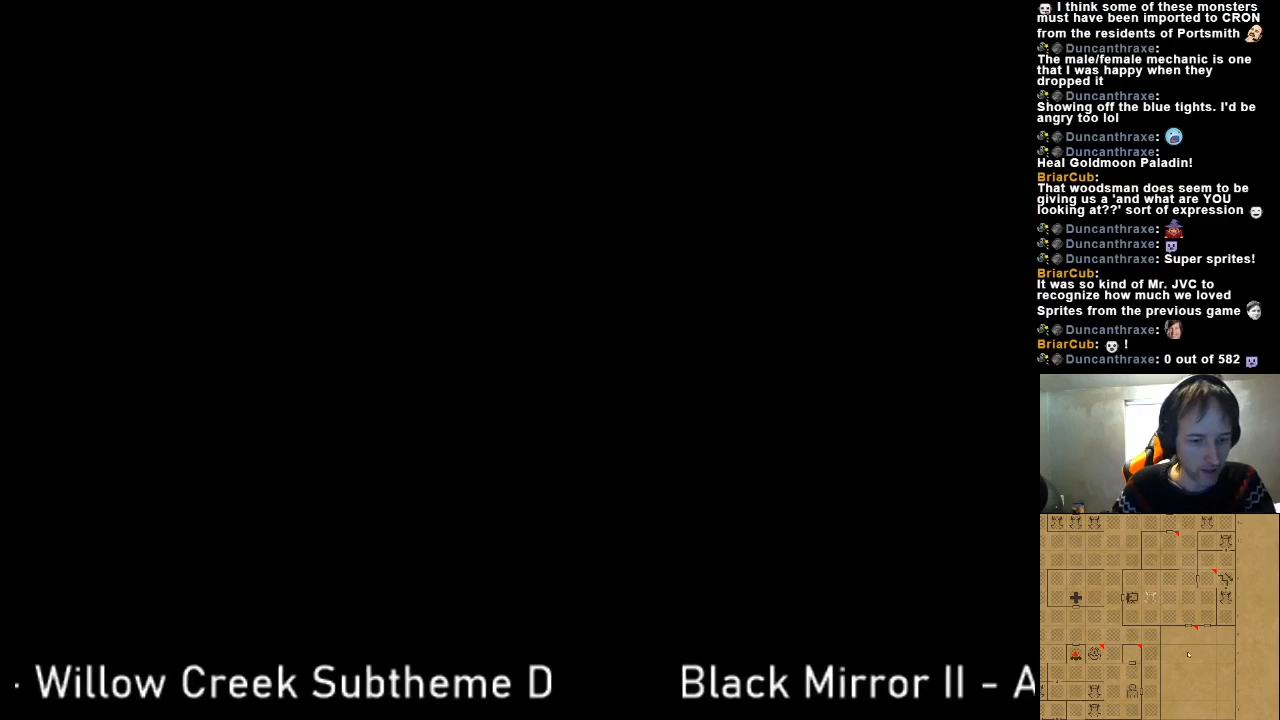 I think some of these monsters
must have been imported to CRON
from the residents of Portsmith
Duncanthraxe:
The male/female mechanic is one
that I was happy when they
dropped it
Duncanthraxe:
Showing off the blue tights. I'd be
angry too lol
Duncanthraxe:
Duncanthraxe:
Heal Goldmoon Paladin!
BriarCub:
That woodsman does seem to be
giving us a 'and what are YOU
looking at??' sort of expression
Duncanthraxe:
Duncanthraxe:
Duncanthraxe: Super sprites!
BriarCub:
It was so kind of Mr. JVC to
recognize how much we loved
Sprites from the previous game
Duncanthraxe:
BriarCub: !
Duncanthraxe: 0 out of 582
· Willow Creek Subtheme D Black Mirror II - A